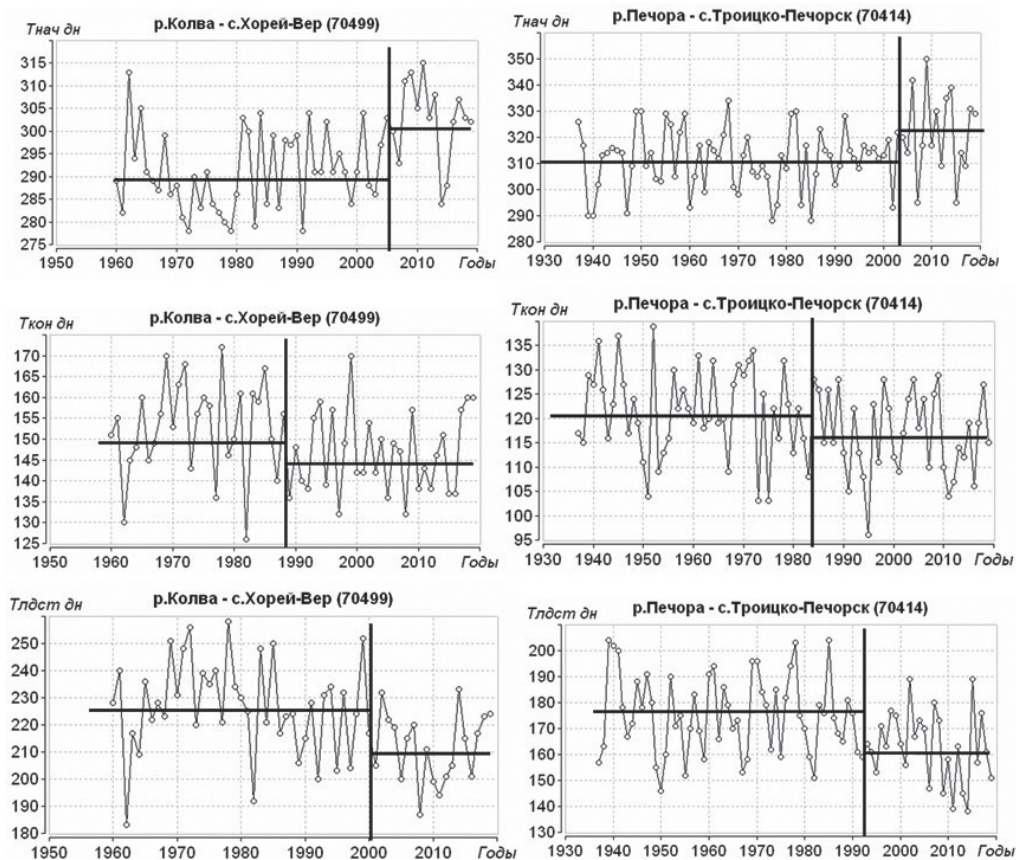 Тнач дн
р.Колва - с.Хорей-Вер (70499)
315
310
305
300
295
290
285
280
275
1950 1960 1970 1980 1990 2000 2010 Годы
Тнач дн
р.Печора - с.Троицко-Печорск (70414)
350
340
330
320
310
300
290
280
1930 1940 1950 1960 1970 1980 1990 2000 2010 Годы
Ткон дн
р.Колва - с.Хорей-Вер (70499)
170
165
160
155
150
145
140
135
130
125
1950 1960 1970 1980 1990 2000 2010 Годы
Ткон дн
р.Печора - с.Троицко-Печорск (70414)
135
130
125
120
115
110
105
100
95
1930 1940 1950 1960 1970 1980 1990 2000 2010 Годы
Тлдст дн
р.Колва - с.Хорей-Вер (70499)
250
240
230
220
210
200
190
180
1950 1960 1970 1980 1990 2000 2010 Годы
Тлдст дн
р.Печора - с.Троицко-Печорск (70414)
200
190
180
170
160
150
140
130
1930 1940 1950 1960 1970 1980 1990 2000 2010 Годы